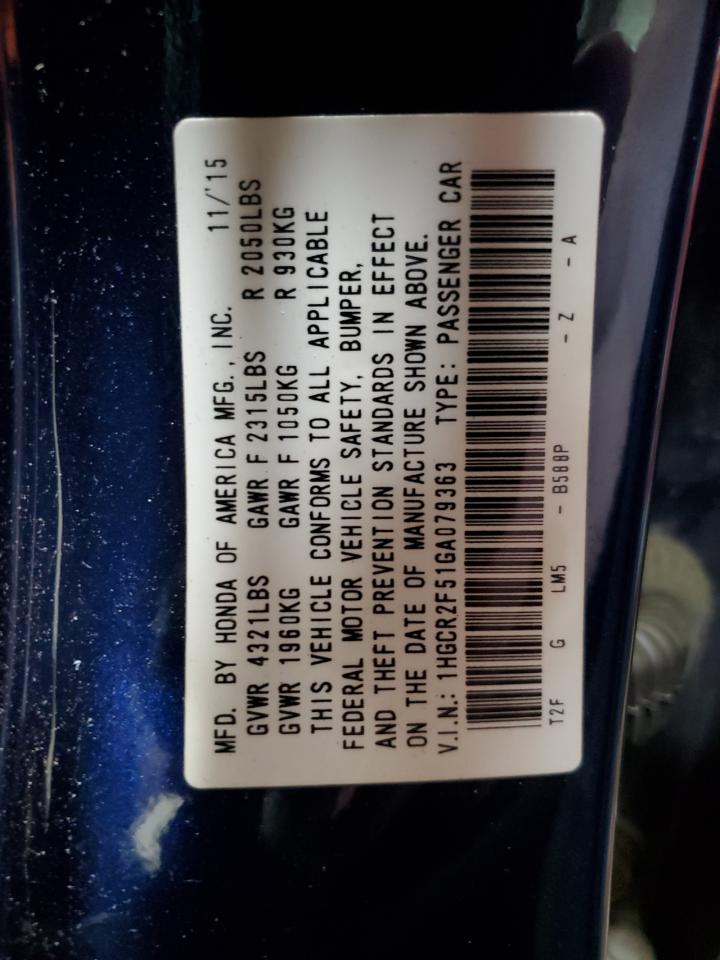 MFD. BY HONDA OF AMERICA MFG., INC. 11/'15
GVWR 4321LBS GAWR F 2315LBS R 2050LBS
GVWR 1960KG GAWR F 1050KG R 930KG
THIS VEHICLE CONFORMS TO ALL APPLICABLE
FEDERAL MOTOR VEHICLE SAFETY, BUMPER,
AND THEFT PREVENTION STANDARDS IN EFFECT
ON THE DATE OF MANUFACTURE SHOWN ABOVE.
V.I.N.: 1HGCR2F51GA079363 TYPE: PASSENGER CAR
T2F G LM5 - B588P - Z - A